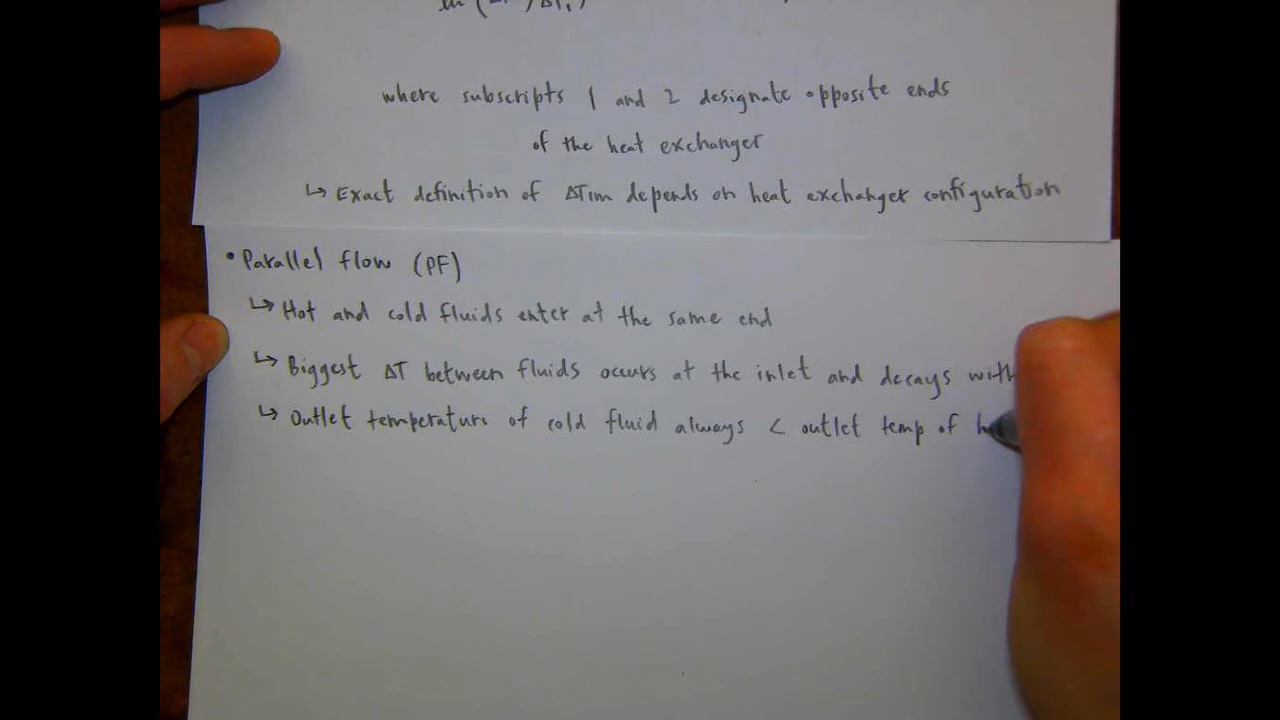 where subscripts 1 and 2 designate opposite ends
of the heat exchanger
↳ Exact definition of ΔTlm depends on heat exchanger configuration
• Parallel flow (PF)
↳ Hot and cold fluids enter at the same end
↳ Biggest ΔT between fluids occurs at the inlet and decays with
↳ Outlet temperature of cold fluid always < outlet temp of h